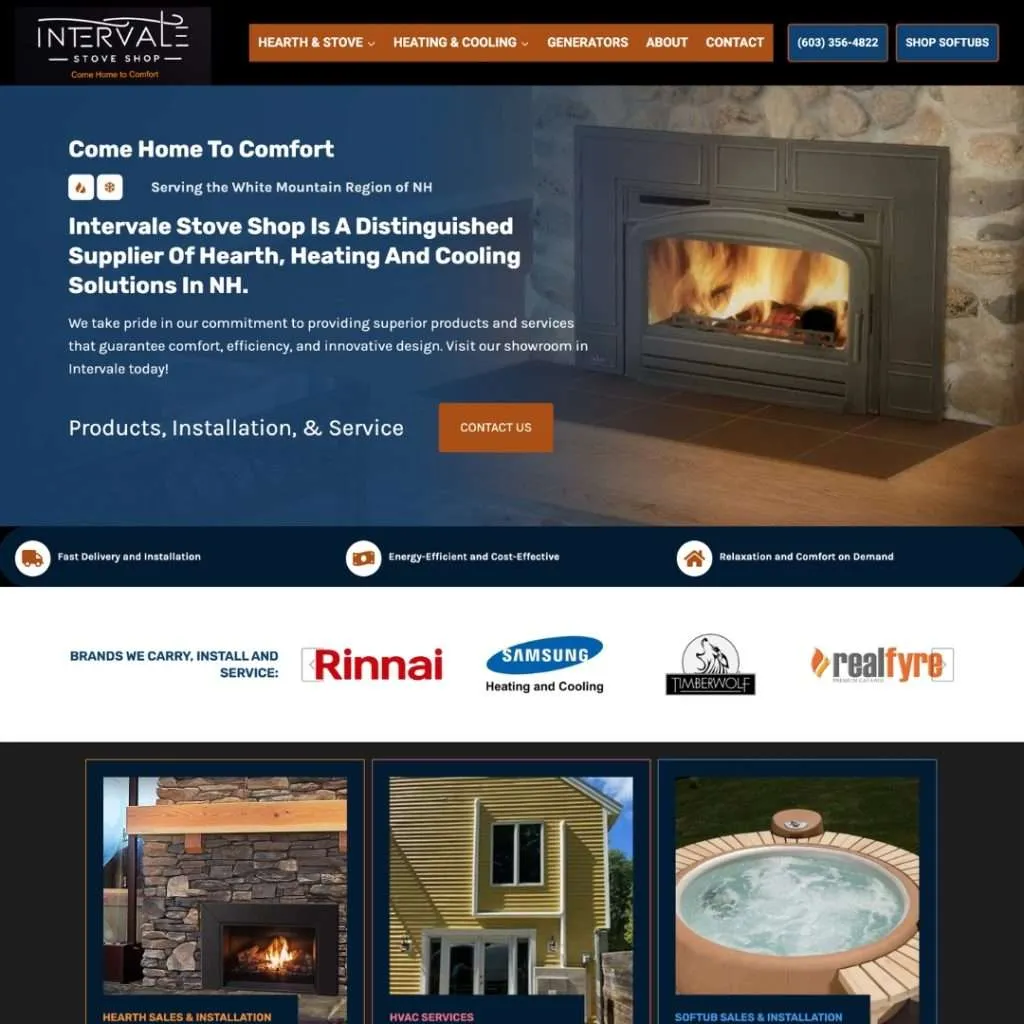 INTERVALE
STOVE SHOP
Come Home to Comfort
HEARTH & STOVE
HEATING & COOLING
GENERATORS
ABOUT
CONTACT
(603) 356-4822
SHOP SOFTUBS
Come Home To Comfort
Serving the White Mountain Region of NH
Intervale Stove Shop Is A Distinguished
Supplier Of Hearth, Heating And Cooling
Solutions In NH.
We take pride in our commitment to providing superior products and services
that guarantee comfort, efficiency, and innovative design. Visit our showroom in
Intervale today!
Products, Installation, & Service
CONTACT US
Fast Delivery and Installation
Energy-Efficient and Cost-Effective
Relaxation and Comfort on Demand
BRANDS WE CARRY, INSTALL AND
SERVICE:
Rinnai
SAMSUNG
Heating and Cooling
TIMBERWOLF
realfyre
HEARTH SALES & INSTALLATION
HVAC SERVICES
SOFTUB SALES & INSTALLATION